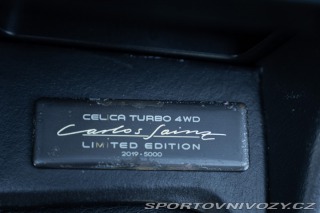 CELICA TURBO 4WD
Carlos Sainz
LIMITED EDITION
2019 - 5000
SPORTOVNIVOZY.CZ